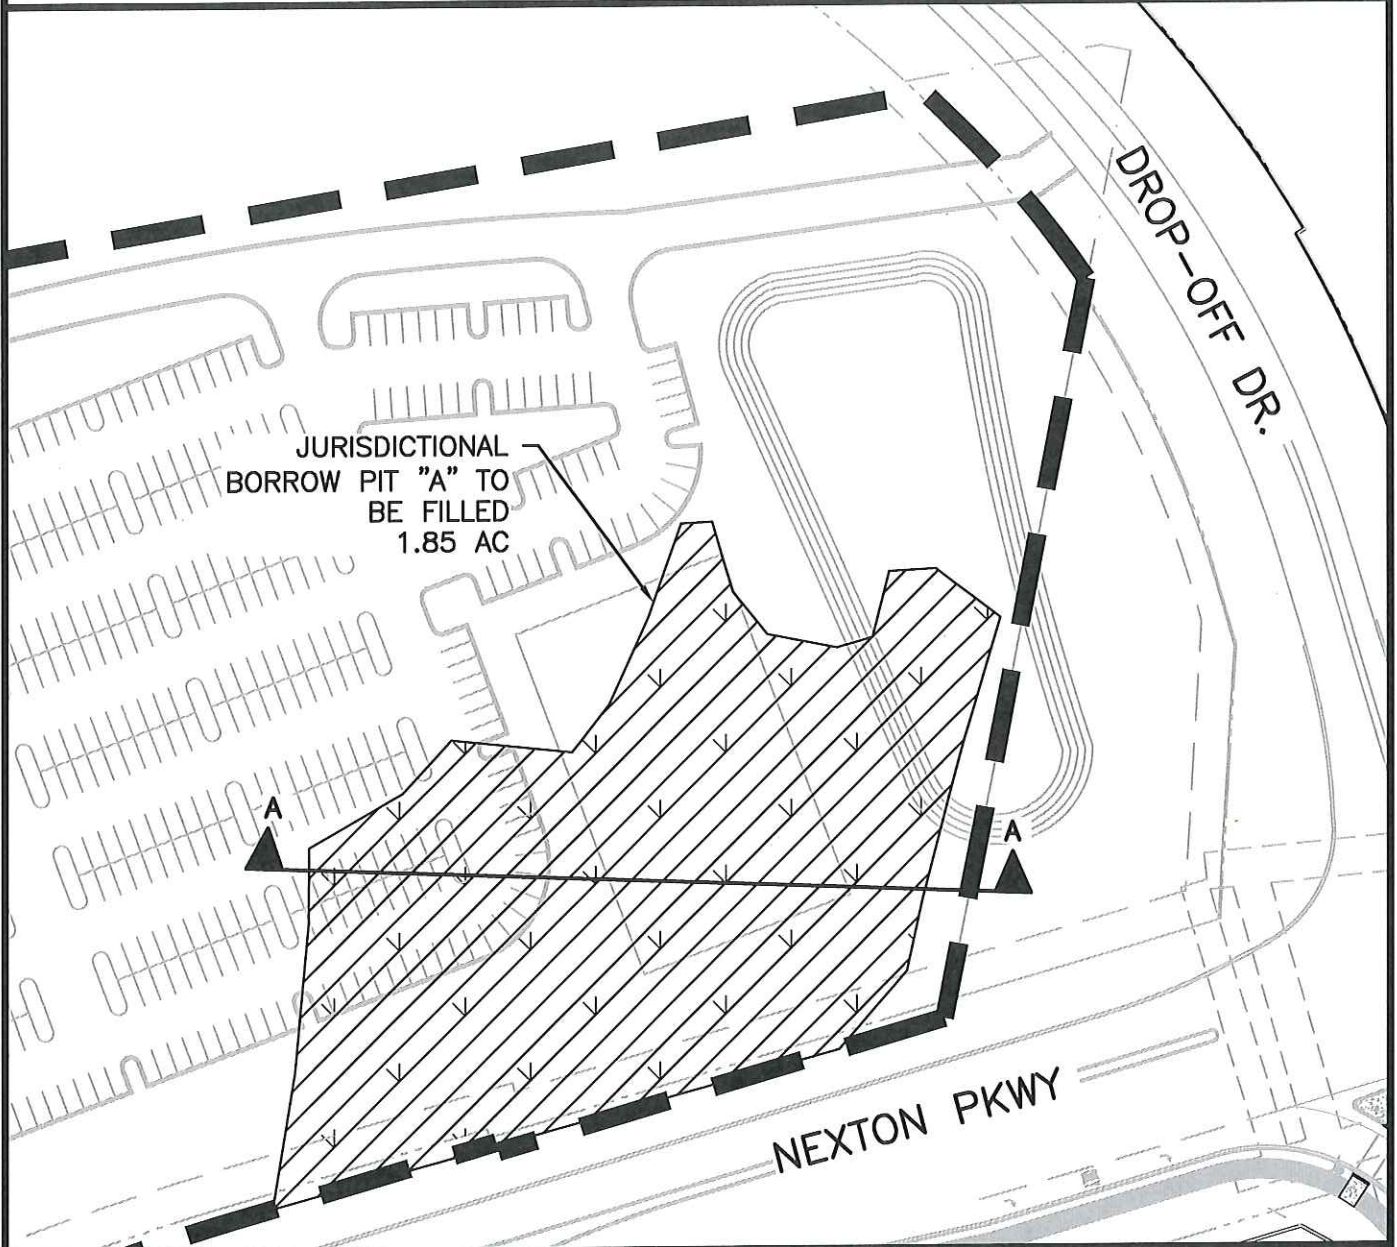 DROP-OFF DR.
JURISDICTIONAL
BORROW PIT "A" TO
BE FILLED
1.85 AC
A
A
NEXTON PKWY